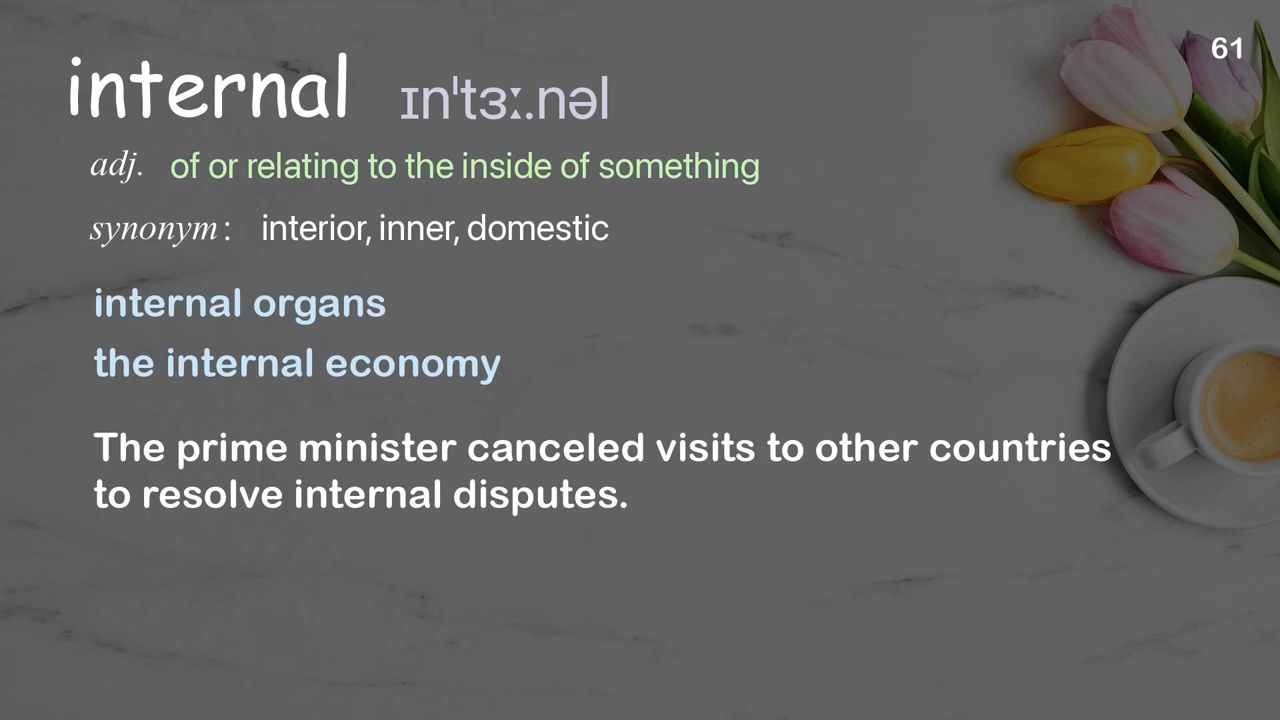 61
internal ɪnˈtɜː.nəl
adj. of or relating to the inside of something
synonym : interior, inner, domestic
internal organs
the internal economy
The prime minister canceled visits to other countries
to resolve internal disputes.